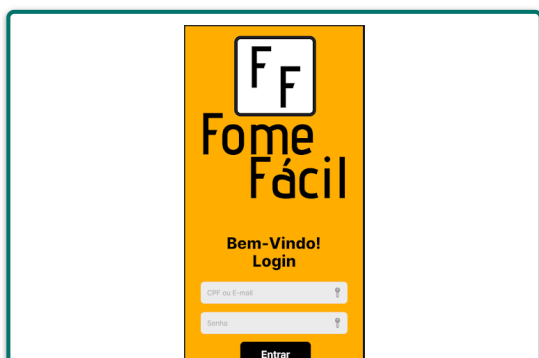 F F
Fome
Fácil
Bem-Vindo!
Login
CPF ou E-mail
Senha
Entrar